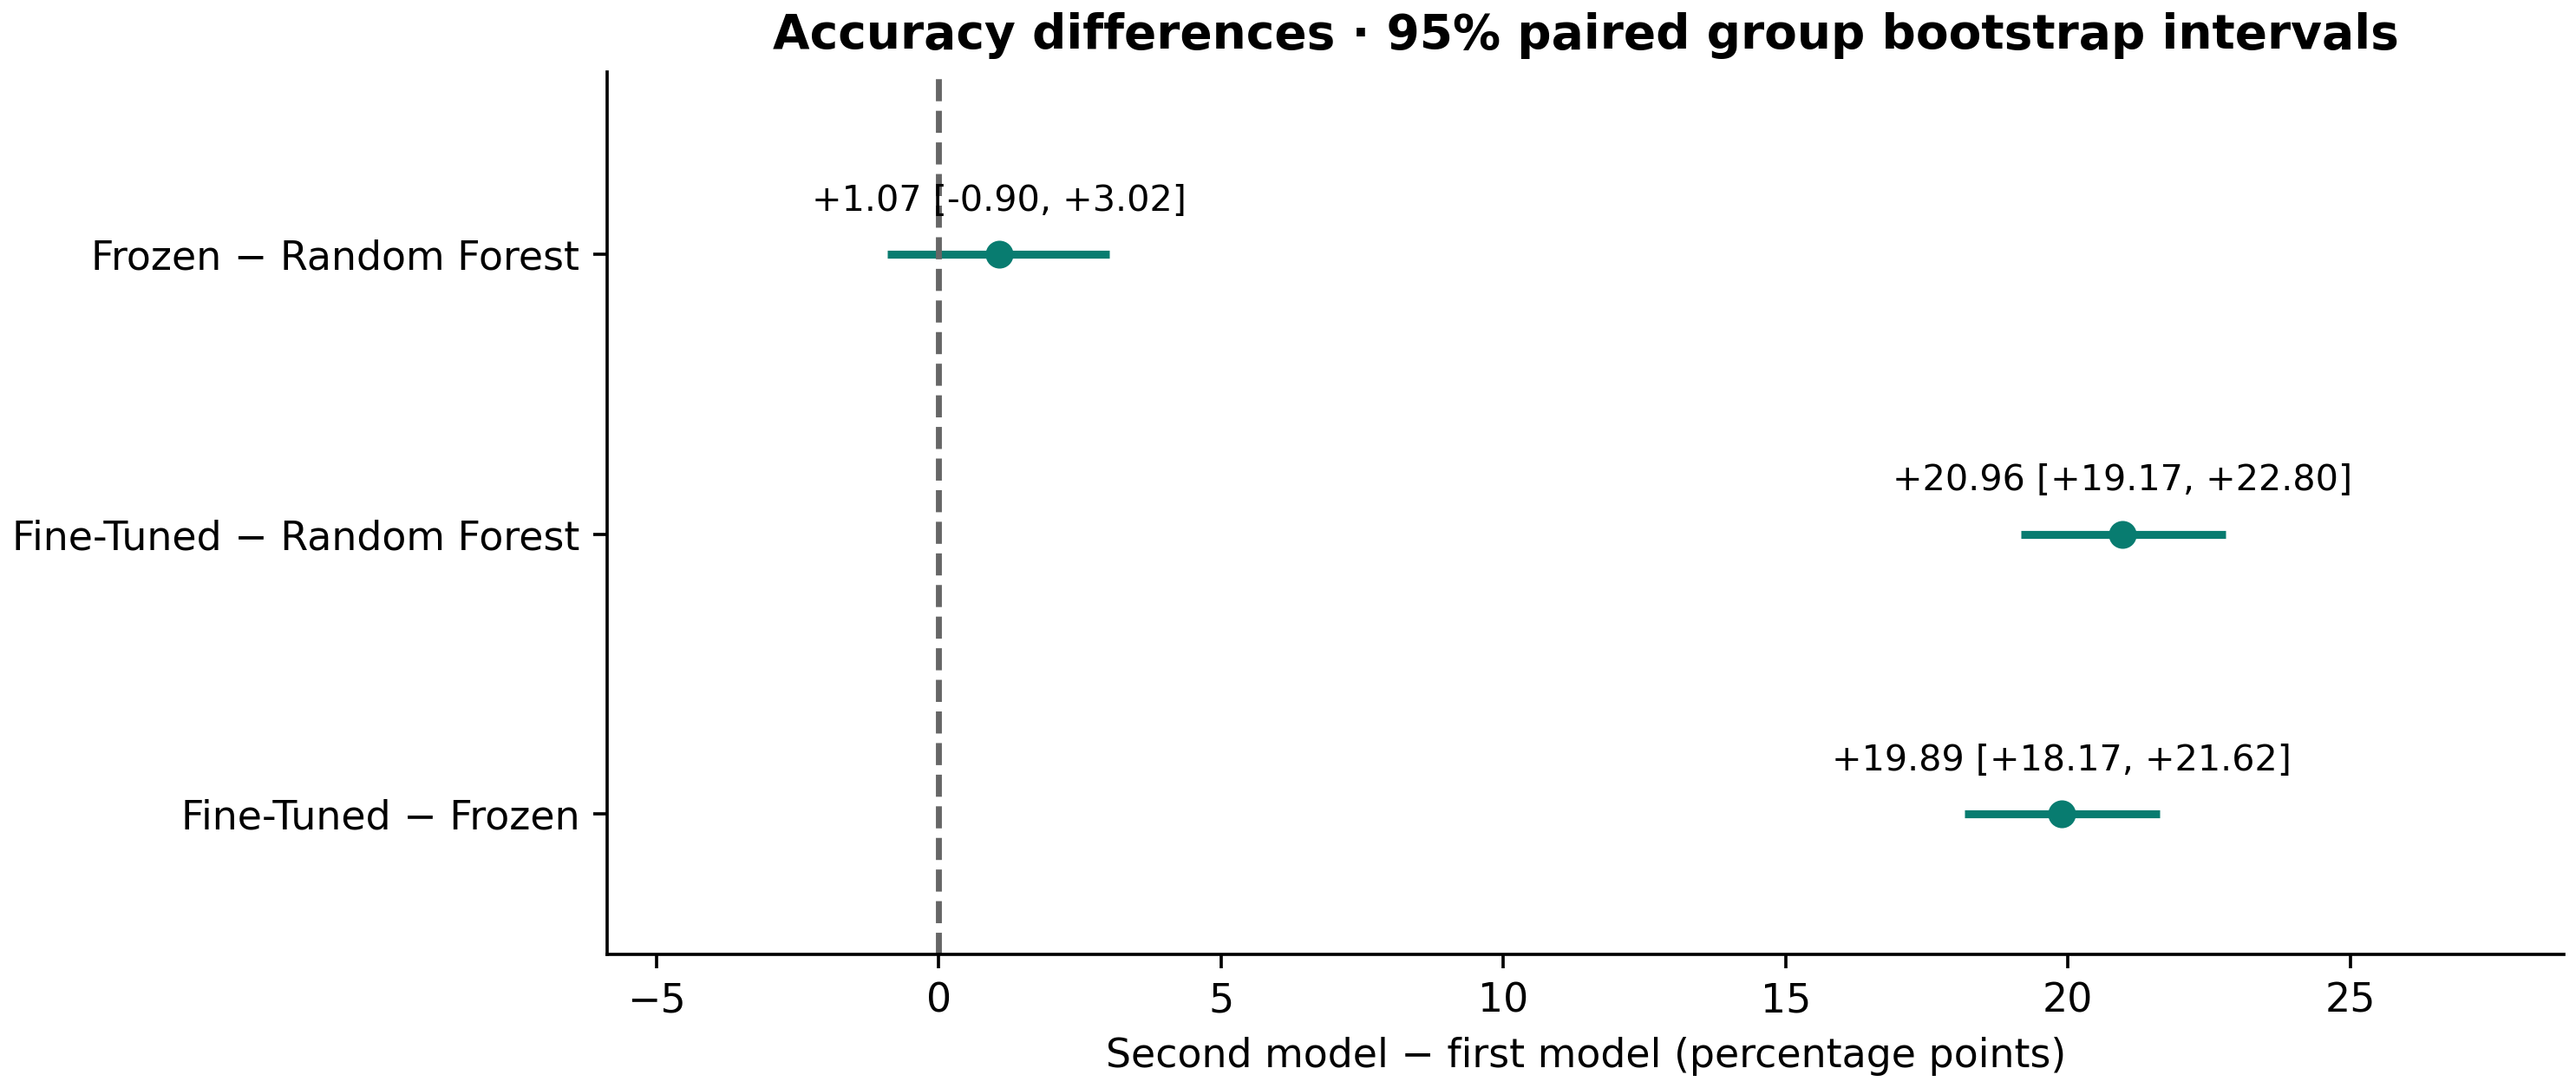 Accuracy differences · 95% paired group bootstrap intervals
+1.07 [-0.90, +3.02]
Frozen − Random Forest
+20.96 [+19.17, +22.80]
Fine-Tuned − Random Forest
+19.89 [+18.17, +21.62]
Fine-Tuned − Frozen
−5 0 5 10 15 20 25
Second model − first model (percentage points)